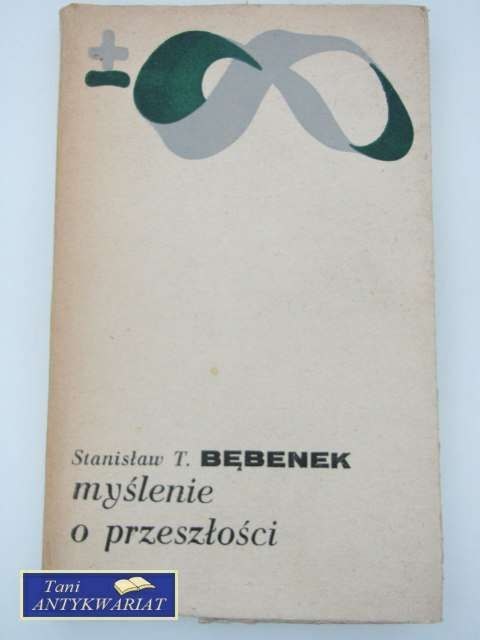 ±∞
Stanisław T. BĘBENEK
myślenie
o przeszłości
Tani
ANTYKWARIAT